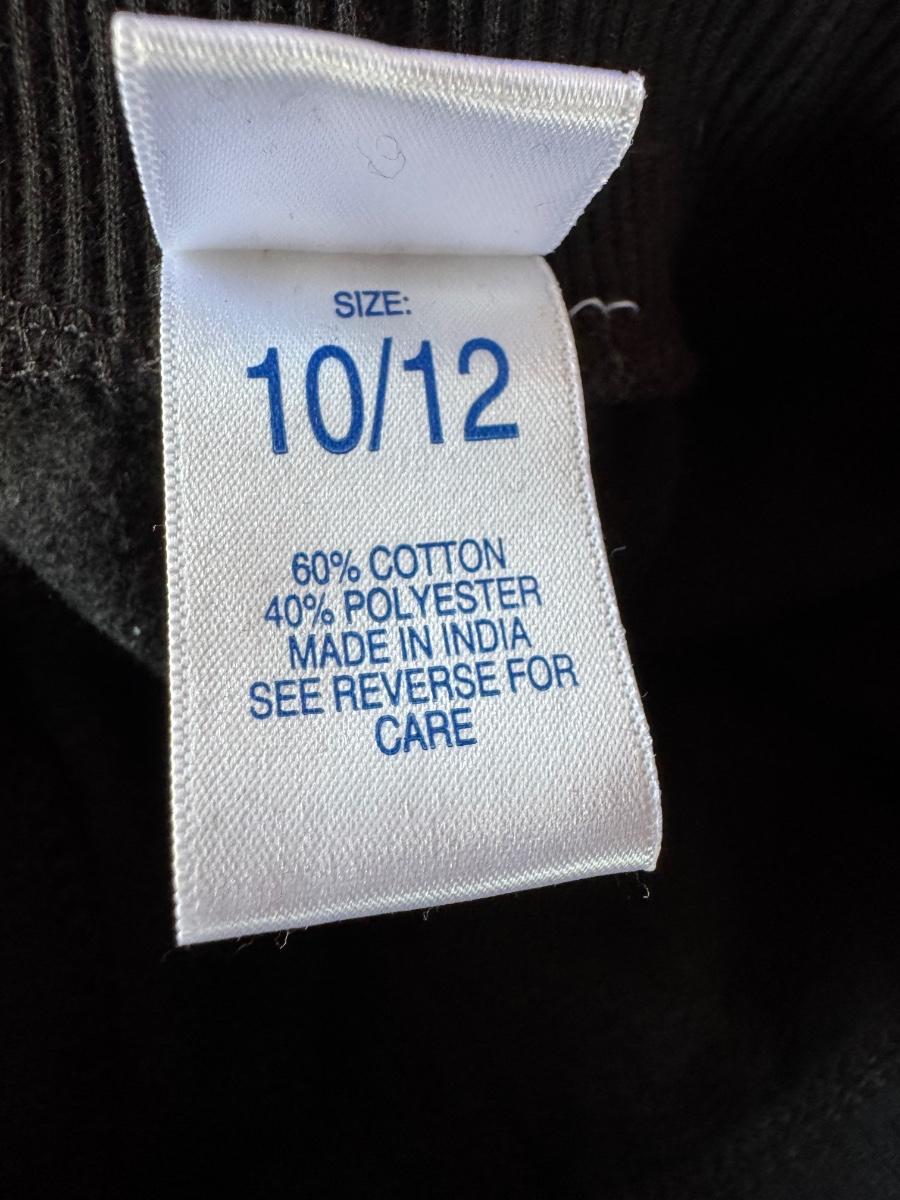 SIZE:
10/12
60% COTTON
40% POLYESTER
MADE IN INDIA
SEE REVERSE FOR
CARE